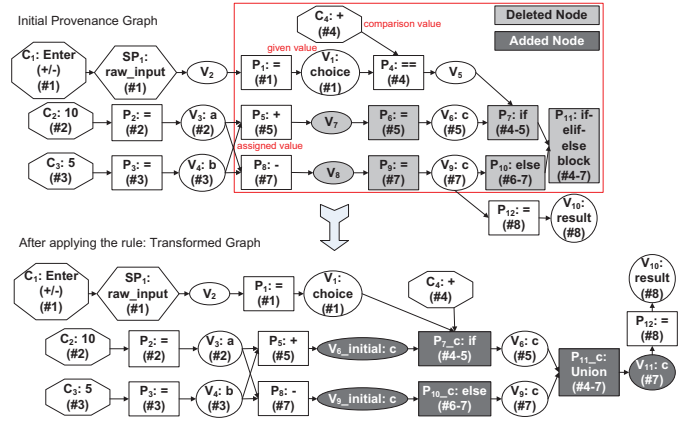 Initial Provenance Graph
C4: +
(#4)
comparison value
Deleted Node
Added Node
given value
C1: Enter
(+/-)
(#1)
SP1:
raw_input
(#1)
V2
P1: =
(#1)
V1:
choice
(#1)
P4: ==
(#4)
V5
C2: 10
(#2)
P2: =
(#2)
V3: a
(#2)
P5: +
(#5)
V7
P6: =
(#5)
V6: c
(#5)
P7: if
(#4-5)
P11: if-
elif-
else
block
(#4-7)
assigned value
C3: 5
(#3)
P3: =
(#3)
V4: b
(#3)
P8: -
(#7)
V8
P9: =
(#7)
V9: c
(#7)
P10: else
(#6-7)
P12: =
(#8)
V10:
result
(#8)
After applying the rule: Transformed Graph
C1: Enter
(+/-)
(#1)
SP1:
raw_input
(#1)
V2
P1: =
(#1)
V1:
choice
(#1)
C4: +
(#4)
V10:
result
(#8)
P12: =
(#8)
C2: 10
(#2)
P2: =
(#2)
V3: a
(#2)
P5: +
(#5)
V6_initial: c
P7_c: if
(#4-5)
V6: c
(#5)
P11_c:
Union
(#4-7)
V11: c
(#7)
C3: 5
(#3)
P3: =
(#3)
V4: b
(#3)
P8: -
(#7)
V9_initial: c
P10_c: else
(#6-7)
V9: c
(#7)